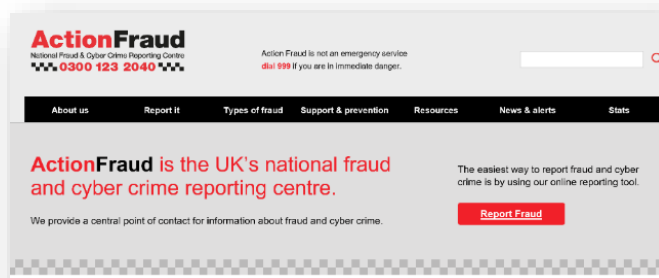 ActionFraud
National Fraud & Cyber Crime Reporting Centre
0300 123 2040
Action Fraud is not an emergency service
dial 999 if you are in immediate danger.
About us Report it Types of fraud Support & prevention Resources News & alerts Stats
ActionFraud is the UK's national fraud
and cyber crime reporting centre.
We provide a central point of contact for information about fraud and cyber crime.
The easiest way to report fraud and cyber
crime is by using our online reporting tool.
Report Fraud